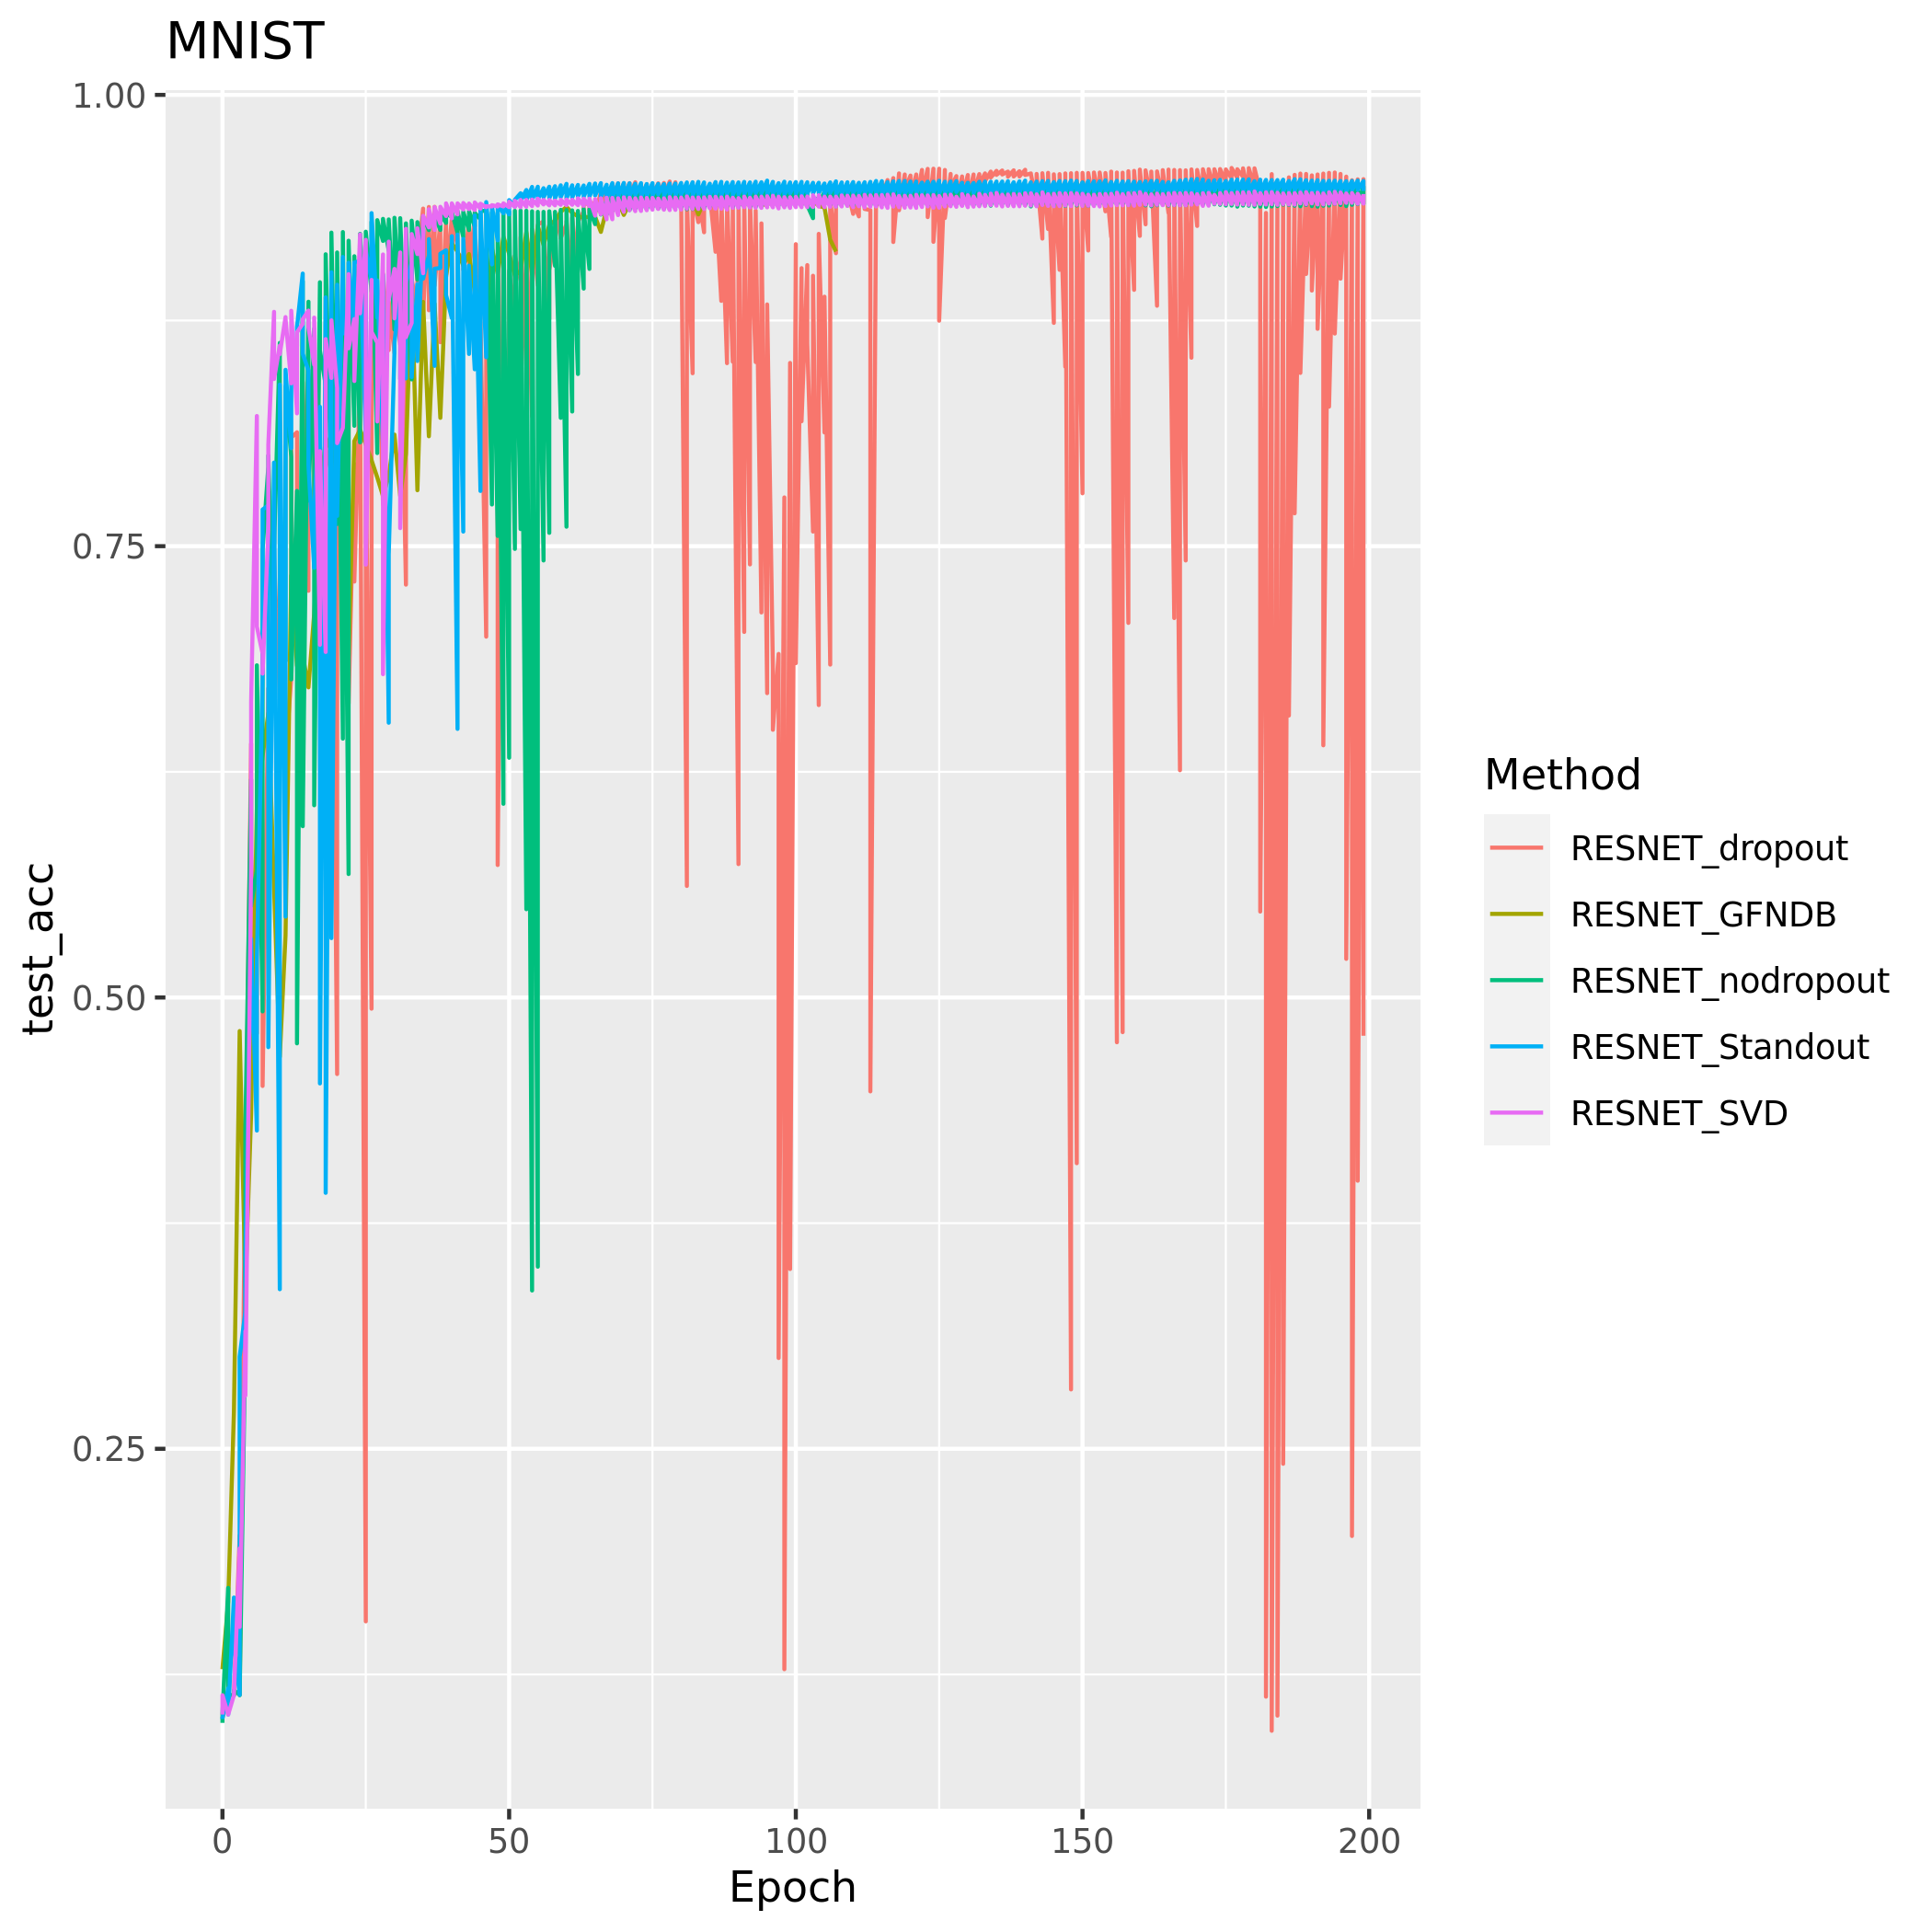 MNIST
1.00
0.75
0.50
0.25
test_acc
0
50
100
150
200
Epoch
Method
RESNET_dropout
RESNET_GFNDB
RESNET_nodropout
RESNET_Standout
RESNET_SVD